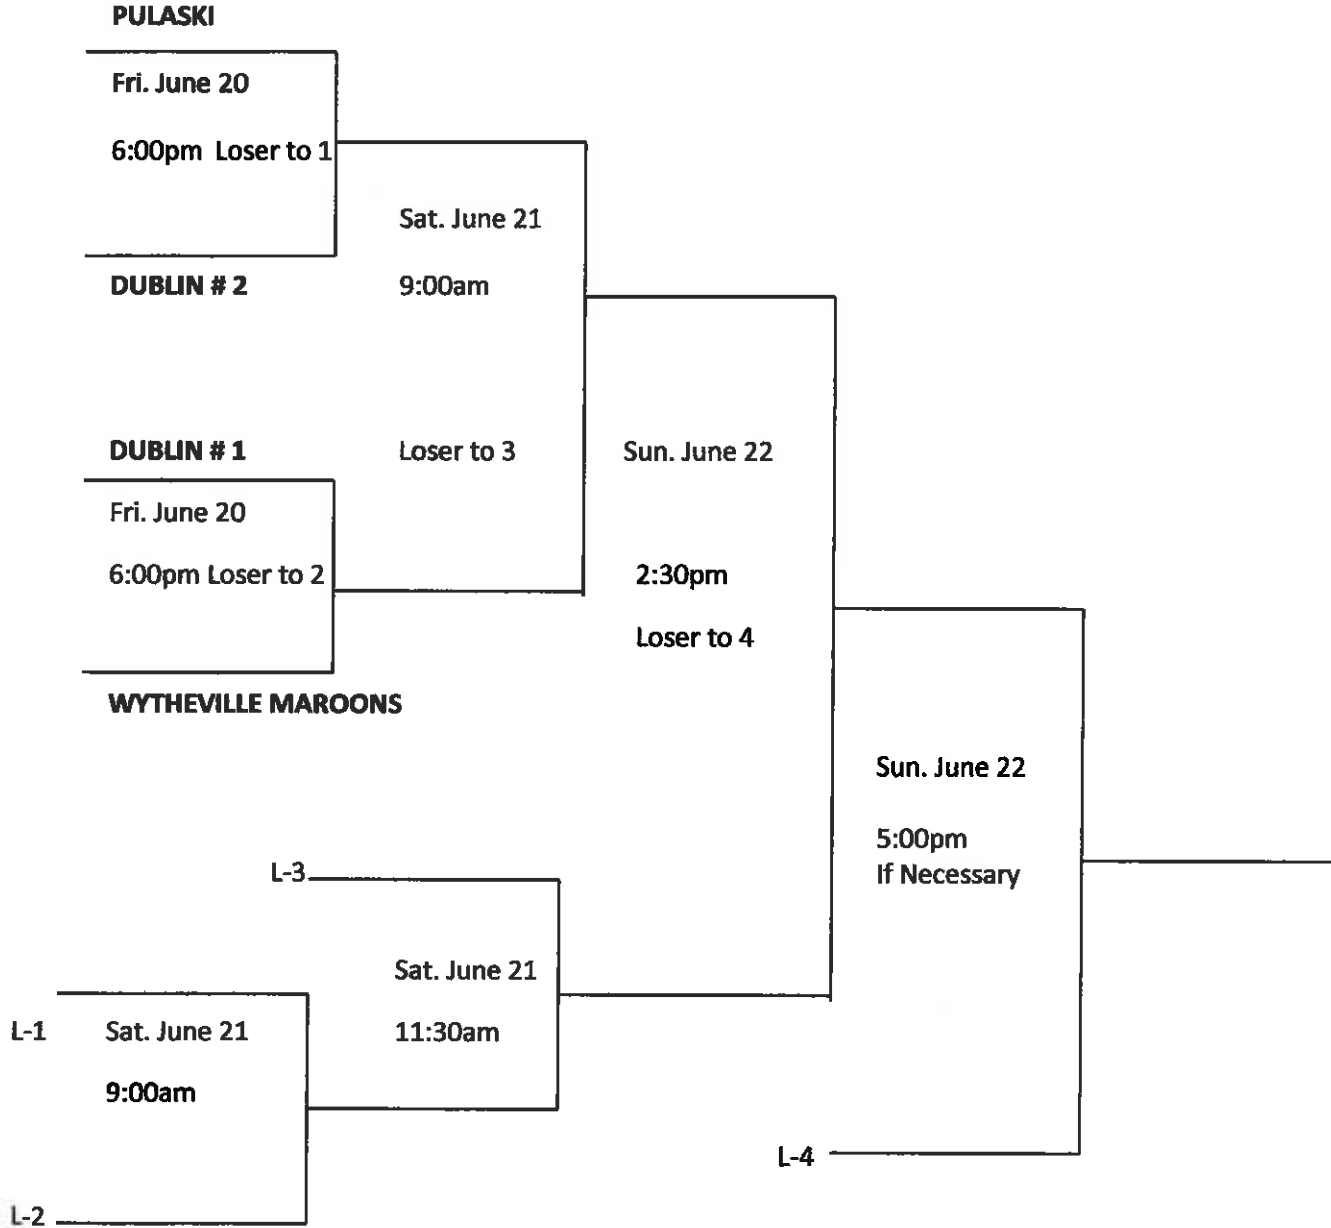 PULASKI
Fri. June 20
6:00pm  Loser to 1
Sat. June 21
DUBLIN # 2
9:00am
DUBLIN # 1
Loser to 3
Sun. June 22
Fri. June 20
6:00pm Loser to 2
2:30pm
Loser to 4
WYTHEVILLE MAROONS
Sun. June 22
5:00pm
If Necessary
L-3
Sat. June 21
L-1
Sat. June 21
11:30am
9:00am
L-4
L-2